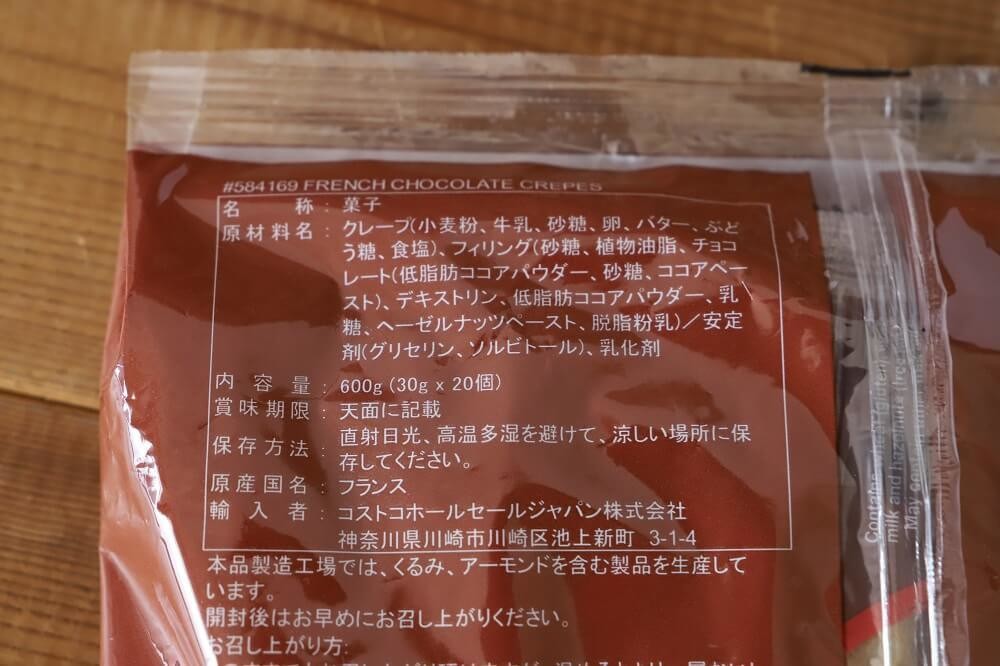 #584169 FRENCH CHOCOLATE CREPES
名称：菓子
原材料名：クレープ(小麦粉、牛乳、砂糖、卵、バター、ぶど
う糖、食塩)、フィリング(砂糖、植物油脂、チョコ
レート(低脂肪ココアパウダー、砂糖、ココアペー
スト)、デキストリン、低脂肪ココアパウダー、乳
糖、ヘーゼルナッツペースト、脱脂粉乳)／安定
剤(グリセリン、ソルビトール)、乳化剤
内容量：600g (30g x 20個)
賞味期限：天面に記載
保存方法：直射日光、高温多湿を避けて、涼しい場所に保
存してください。
原産国名：フランス
輸入者：コストコホールセールジャパン株式会社
神奈川県川崎市川崎区池上新町 3-1-4
本品製造工場では、くるみ、アーモンドを含む製品を生産して
います。
開封後はお早めにお召し上がりください。
お召し上がり方:
Contains wheat (gluten),
milk and hazelnuts
May